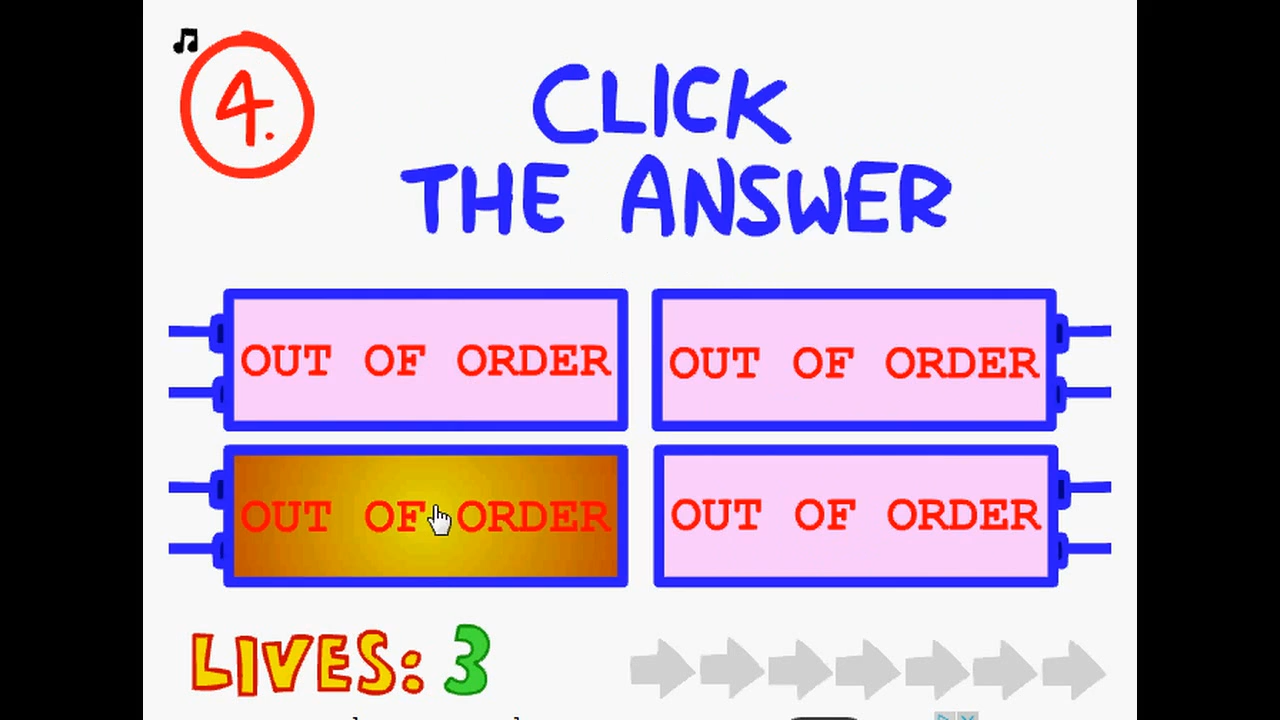 4.
CLICK
THE ANSWER
OUT OF ORDER
OUT OF ORDER
OUT OF ORDER
OUT OF ORDER
LIVES: 3